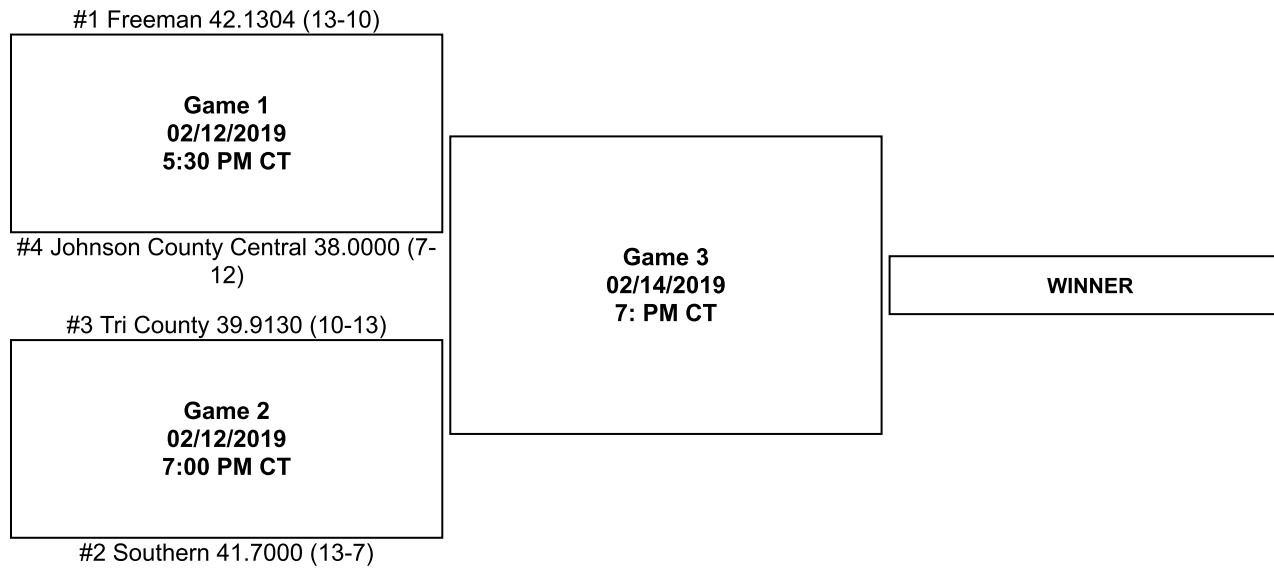 #1 Freeman 42.1304 (13-10)
Game 1
02/12/2019
5:30 PM CT
#4 Johnson County Central 38.0000 (7-
12)
#3 Tri County 39.9130 (10-13)
Game 2
02/12/2019
7:00 PM CT
#2 Southern 41.7000 (13-7)
Game 3
02/14/2019
7: PM CT
WINNER